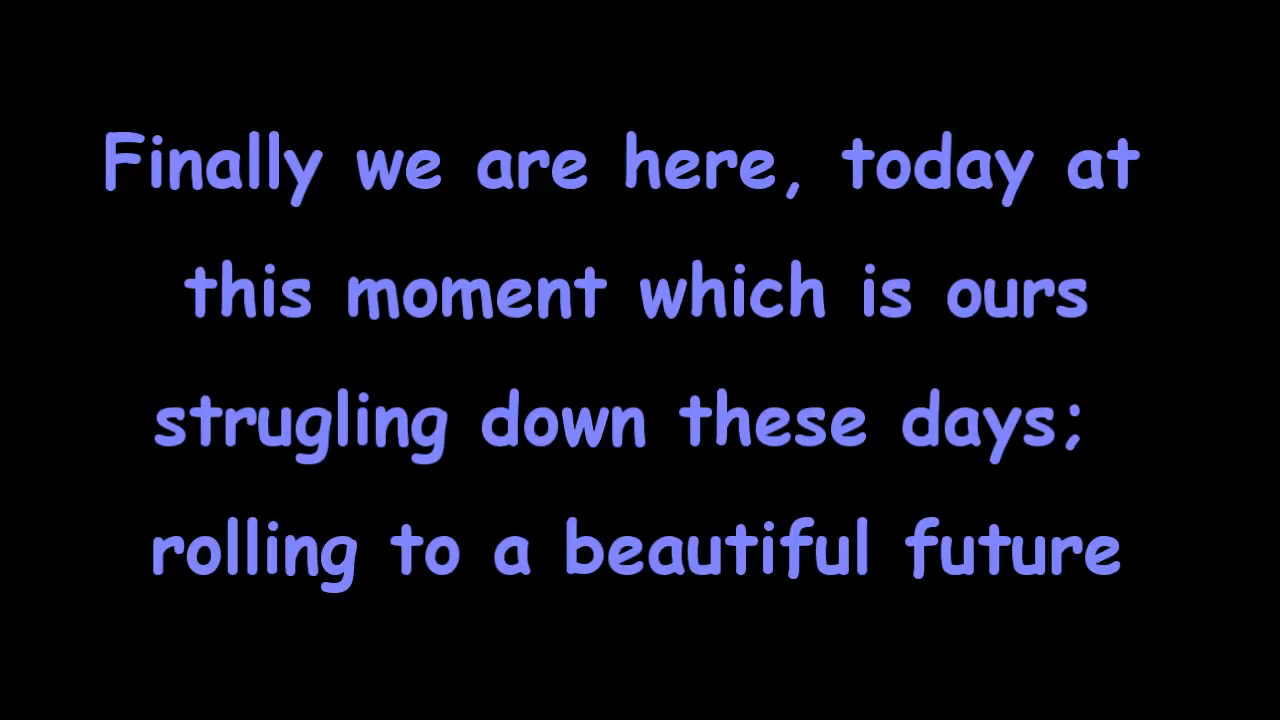 Finally we are here, today at
this moment which is ours
strugling down these days;
rolling to a beautiful future